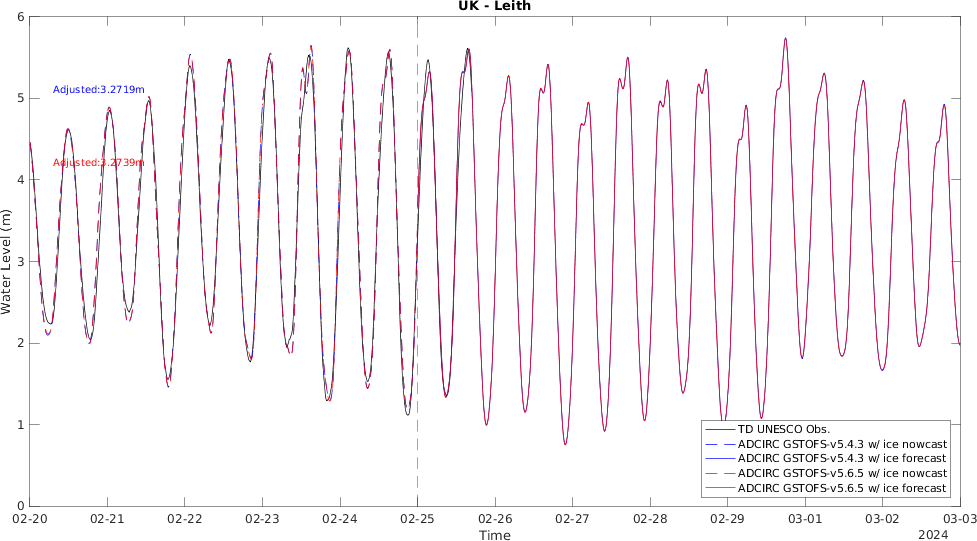 UK - Leith
6
5
4
3
2
1
0
Water Level (m)
Adjusted:3.2719m
Adjusted:3.2739m
TD UNESCO Obs.
ADCIRC GSTOFS-v5.4.3 w/ ice nowcast
ADCIRC GSTOFS-v5.4.3 w/ ice forecast
ADCIRC GSTOFS-v5.6.5 w/ ice nowcast
ADCIRC GSTOFS-v5.6.5 w/ ice forecast
02-20 02-21 02-22 02-23 02-24 02-25 02-26 02-27 02-28 02-29 03-01 03-02 03-03
Time
2024